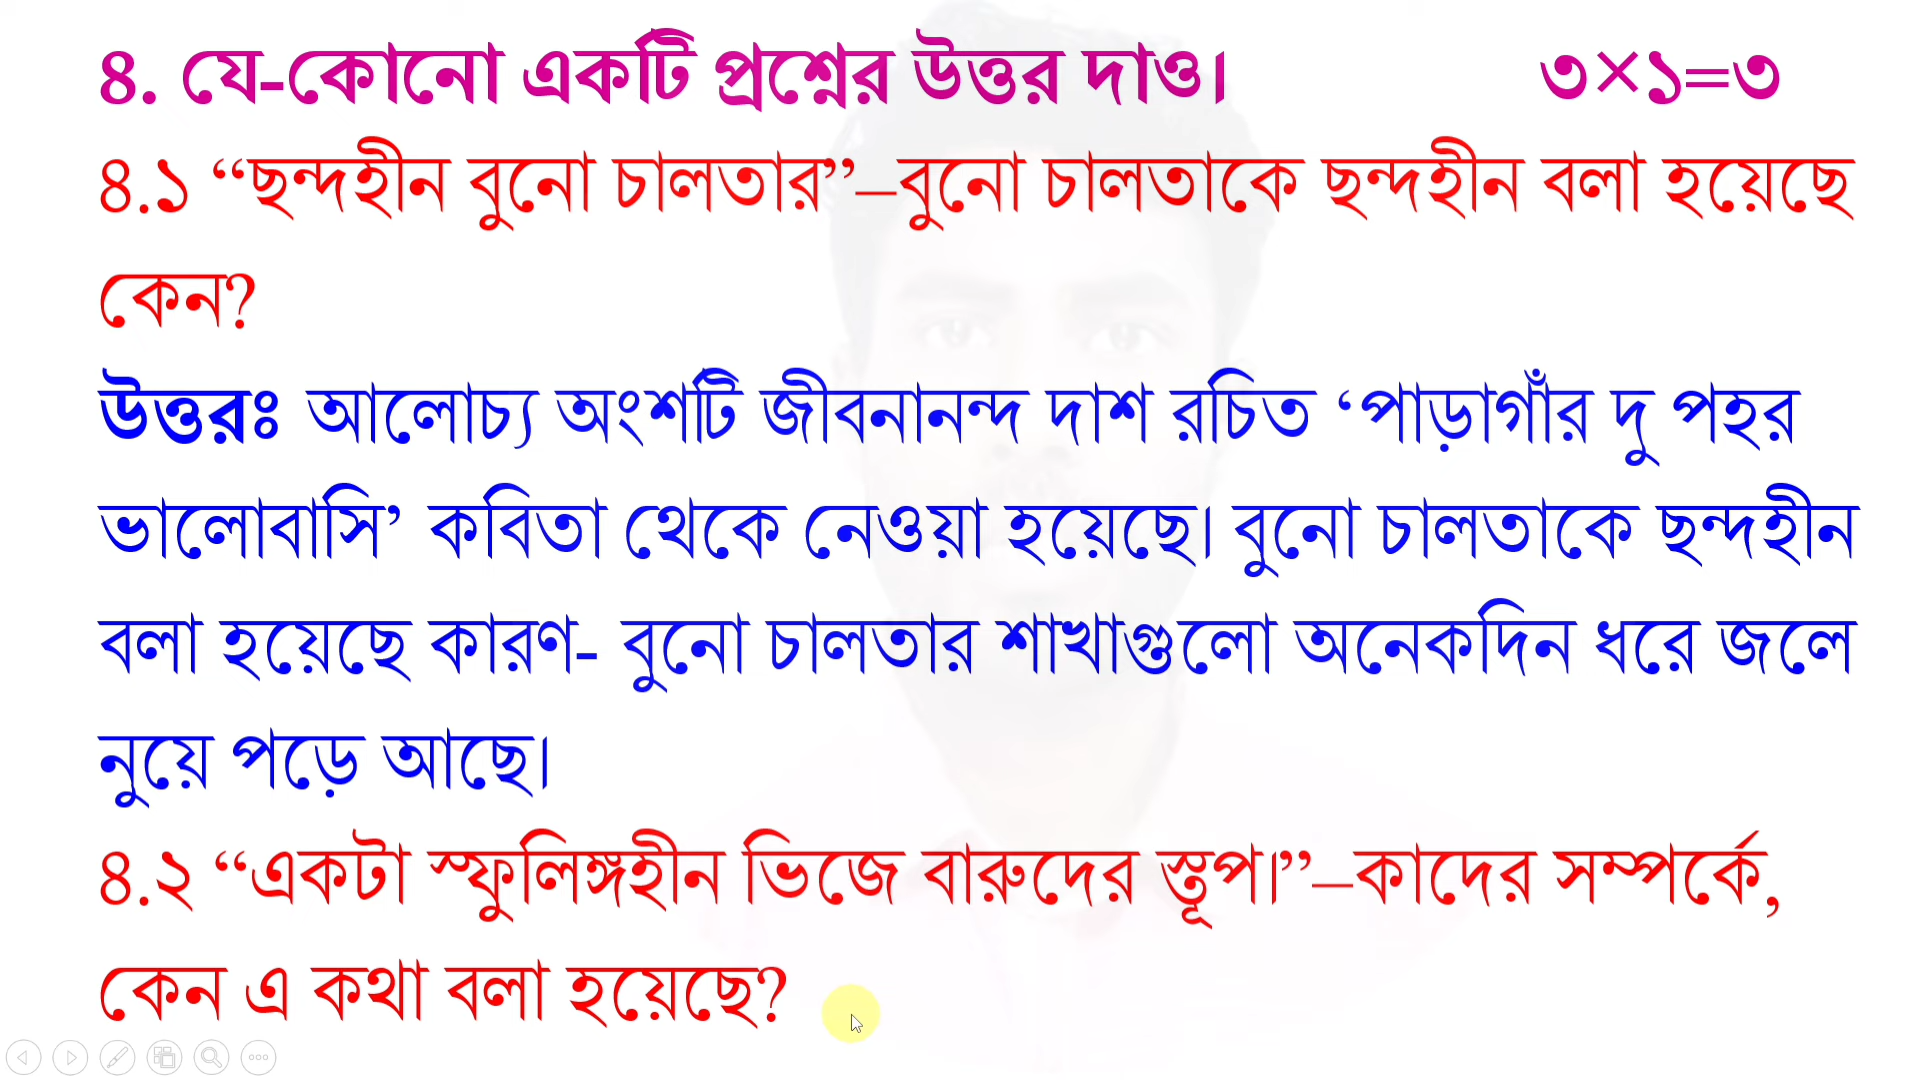 ৪. যে-কোনো একটি প্রশ্নের উত্তর দাও। ৩×১=৩
৪.১ “ছন্দহীন বুনো চালতার”–বুনো চালতাকে ছন্দহীন বলা হয়েছে
কেন?
উত্তরঃ আলোচ্য অংশটি জীবনানন্দ দাশ রচিত ‘পাড়াগাঁর দু পহর
ভালোবাসি’ কবিতা থেকে নেওয়া হয়েছে। বুনো চালতাকে ছন্দহীন
বলা হয়েছে কারণ- বুনো চালতার শাখাগুলো অনেকদিন ধরে জলে
নুয়ে পড়ে আছে।
৪.২ “একটা স্ফুলিঙ্গহীন ভিজে বারুদের স্তূপ।”–কাদের সম্পর্কে,
কেন এ কথা বলা হয়েছে?